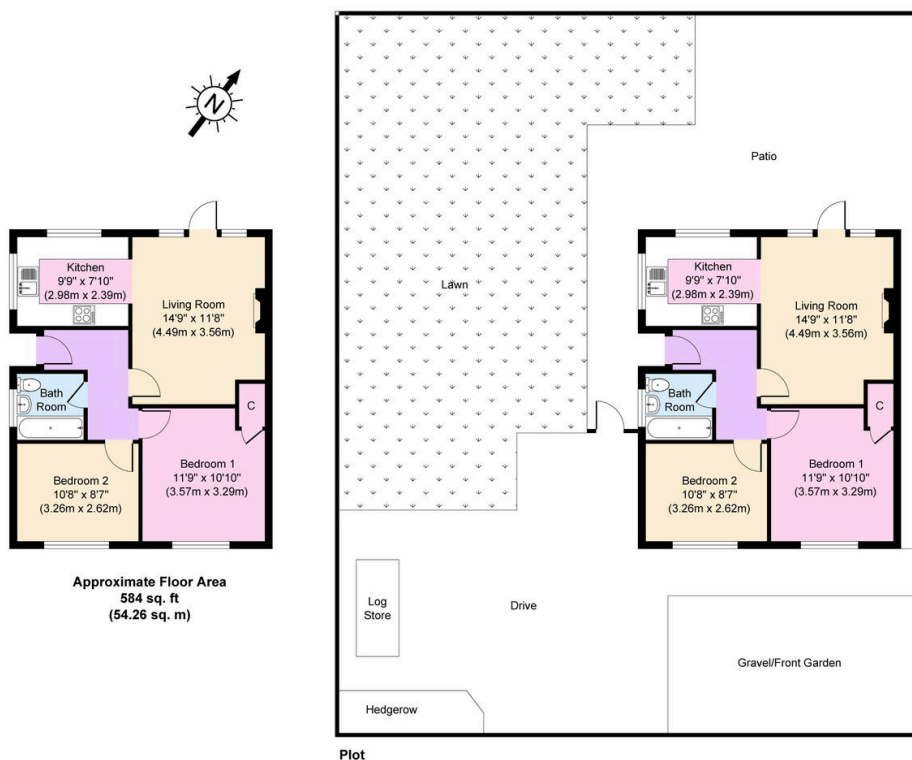 N
Kitchen
9'9" x 7'10"
(2.98m x 2.39m)
Living Room
14'9" x 11'8"
(4.49m x 3.56m)
Bath
Room
C
Bedroom 1
11'9" x 10'10"
(3.57m x 3.29m)
Bedroom 2
10'8" x 8'7"
(3.26m x 2.62m)
Approximate Floor Area
584 sq. ft
(54.26 sq. m)
Patio
Lawn
Kitchen
9'9" x 7'10"
(2.98m x 2.39m)
Living Room
14'9" x 11'8"
(4.49m x 3.56m)
Bath
Room
C
Bedroom 1
11'9" x 10'10"
(3.57m x 3.29m)
Bedroom 2
10'8" x 8'7"
(3.26m x 2.62m)
Log
Store
Drive
Gravel/Front Garden
Hedgerow
Plot